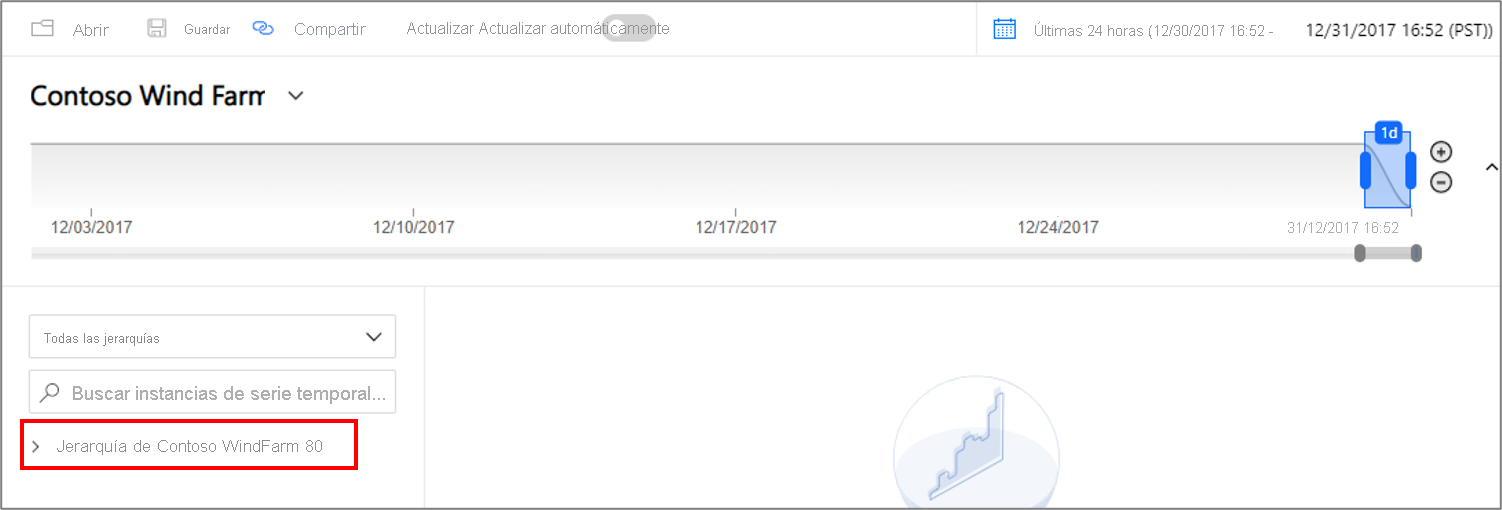 Abrir Guardar Compartir Actualizar Actualizar automáticamente Últimas 24 horas (12/30/2017 16:52 - 12/31/2017 16:52 (PST))
Contoso Wind Farm
1d
12/03/2017 12/10/2017 12/17/2017 12/24/2017 31/12/2017 16:52
Todas las jerarquías
Buscar instancias de serie temporal...
Jerarquía de Contoso WindFarm 80